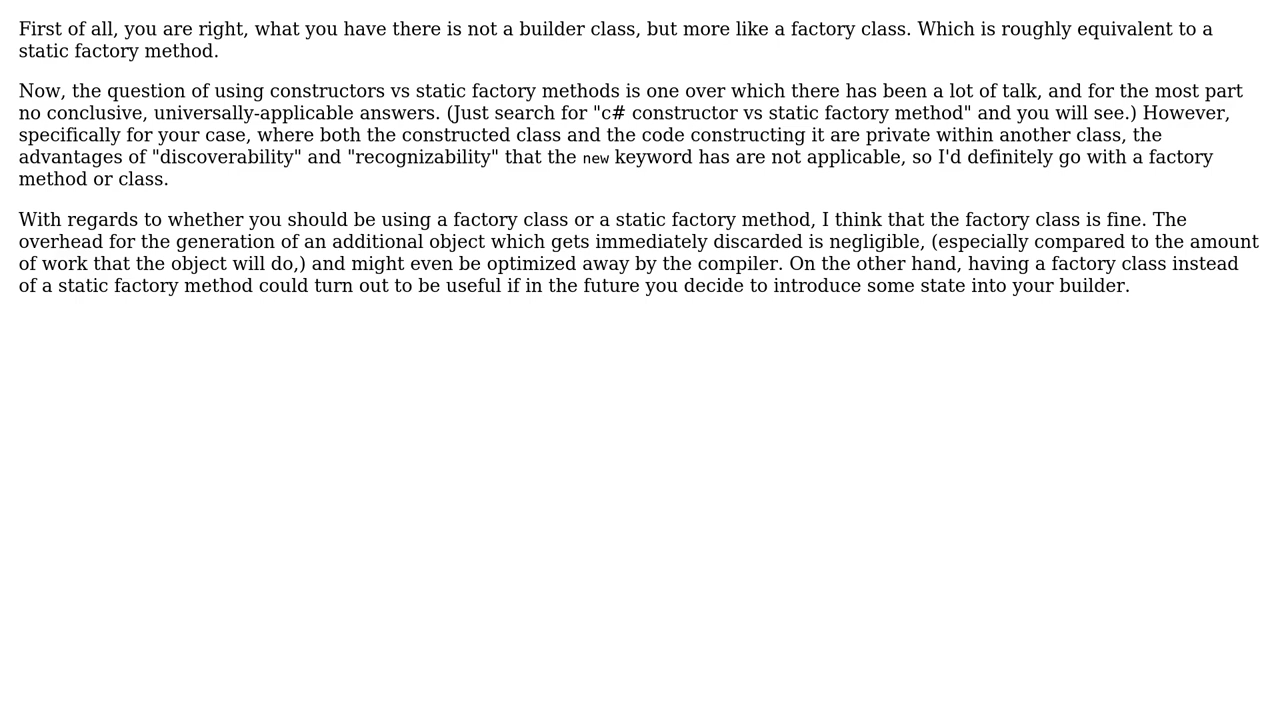 First of all, you are right, what you have there is not a builder class, but more like a factory class. Which is roughly equivalent to a
static factory method.
Now, the question of using constructors vs static factory methods is one over which there has been a lot of talk, and for the most part
no conclusive, universally-applicable answers. (Just search for "c# constructor vs static factory method" and you will see.) However,
specifically for your case, where both the constructed class and the code constructing it are private within another class, the
advantages of "discoverability" and "recognizability" that the new keyword has are not applicable, so I'd definitely go with a factory
method or class.
With regards to whether you should be using a factory class or a static factory method, I think that the factory class is fine. The
overhead for the generation of an additional object which gets immediately discarded is negligible, (especially compared to the amount
of work that the object will do,) and might even be optimized away by the compiler. On the other hand, having a factory class instead
of a static factory method could turn out to be useful if in the future you decide to introduce some state into your builder.